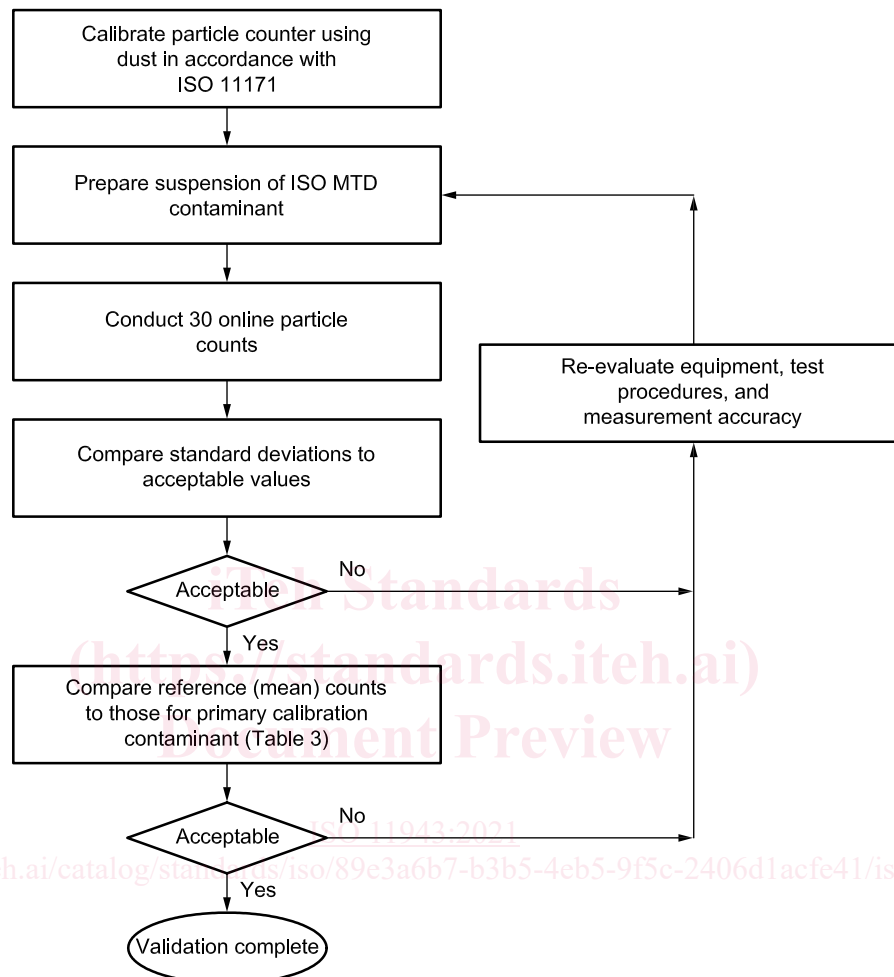 Calibrate particle counter using
dust in accordance with
ISO 11171
Prepare suspension of ISO MTD
contaminant
Conduct 30 online particle
counts
Re-evaluate equipment, test
procedures, and
measurement accuracy
Compare standard deviations to
acceptable values
Acceptable
No
iTeh Standards
Yes
(https://standards.iteh.ai)
Compare reference (mean) counts
to those for primary calibration
contaminant (Table 3)
Document Preview
No
Acceptable
ISO 11943:2021
eh.ai/catalog/standards/iso/89e3a6b7-b3b5-4eb5-9f5c-2406d1acfe41/is
Yes
Validation complete